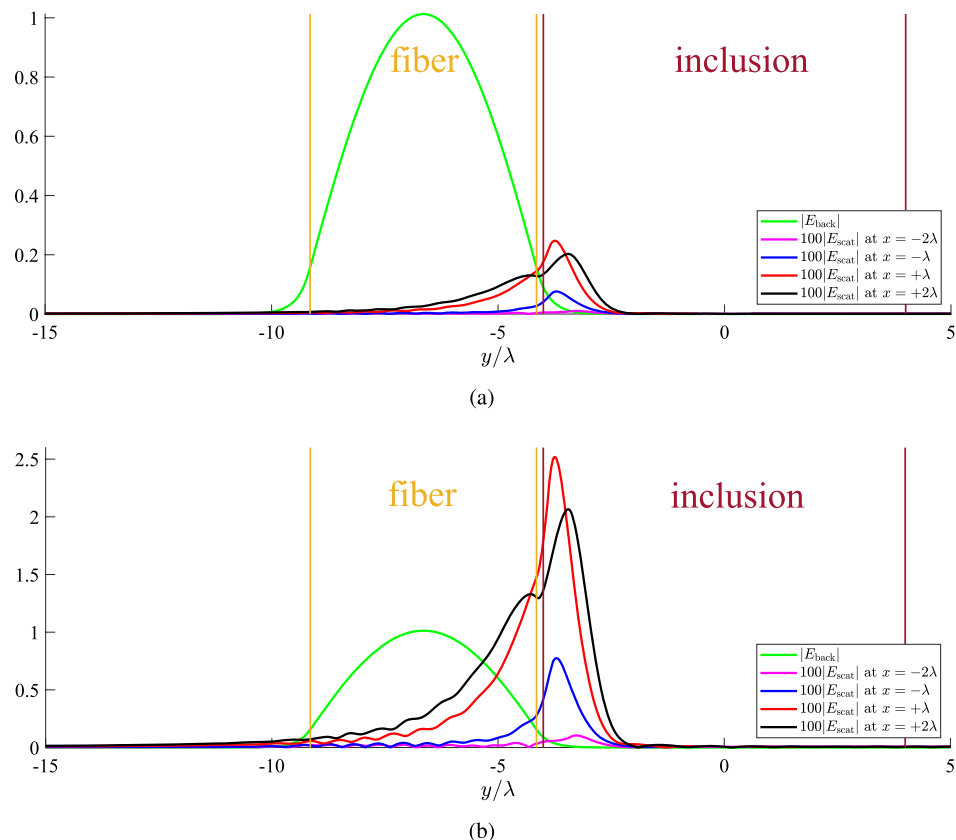 1
0.8
0.6
0.4
0.2
0
fiber
inclusion
|E_back|
100|E_scat| at x = −2λ
100|E_scat| at x = −λ
100|E_scat| at x = +λ
100|E_scat| at x = +2λ
-15 -10 -5 0 5
y/λ
(a)
2.5
2
1.5
1
0.5
0
fiber
inclusion
|E_back|
100|E_scat| at x = −2λ
100|E_scat| at x = −λ
100|E_scat| at x = +λ
100|E_scat| at x = +2λ
-15 -10 -5 0 5
y/λ
(b)